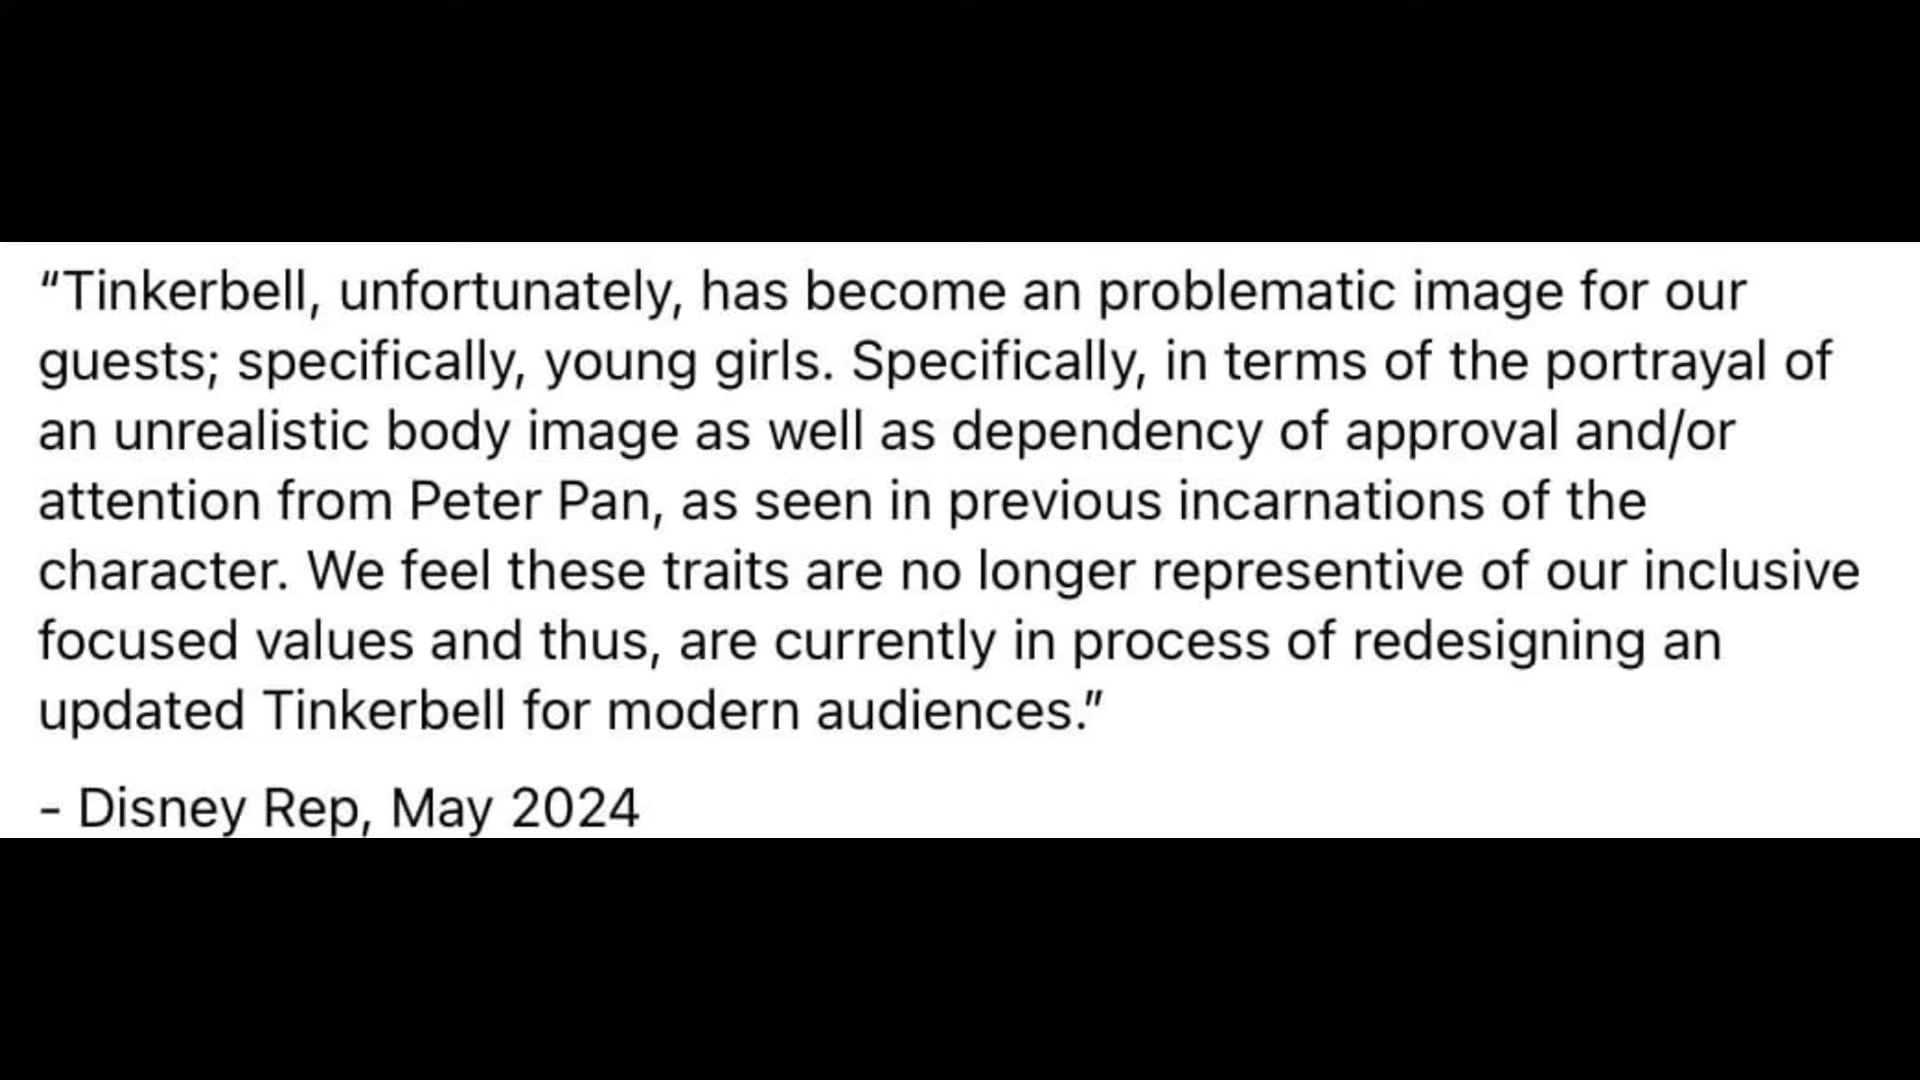 “Tinkerbell, unfortunately, has become an problematic image for our
guests; specifically, young girls. Specifically, in terms of the portrayal of
an unrealistic body image as well as dependency of approval and/or
attention from Peter Pan, as seen in previous incarnations of the
character. We feel these traits are no longer representive of our inclusive
focused values and thus, are currently in process of redesigning an
updated Tinkerbell for modern audiences.”
- Disney Rep, May 2024